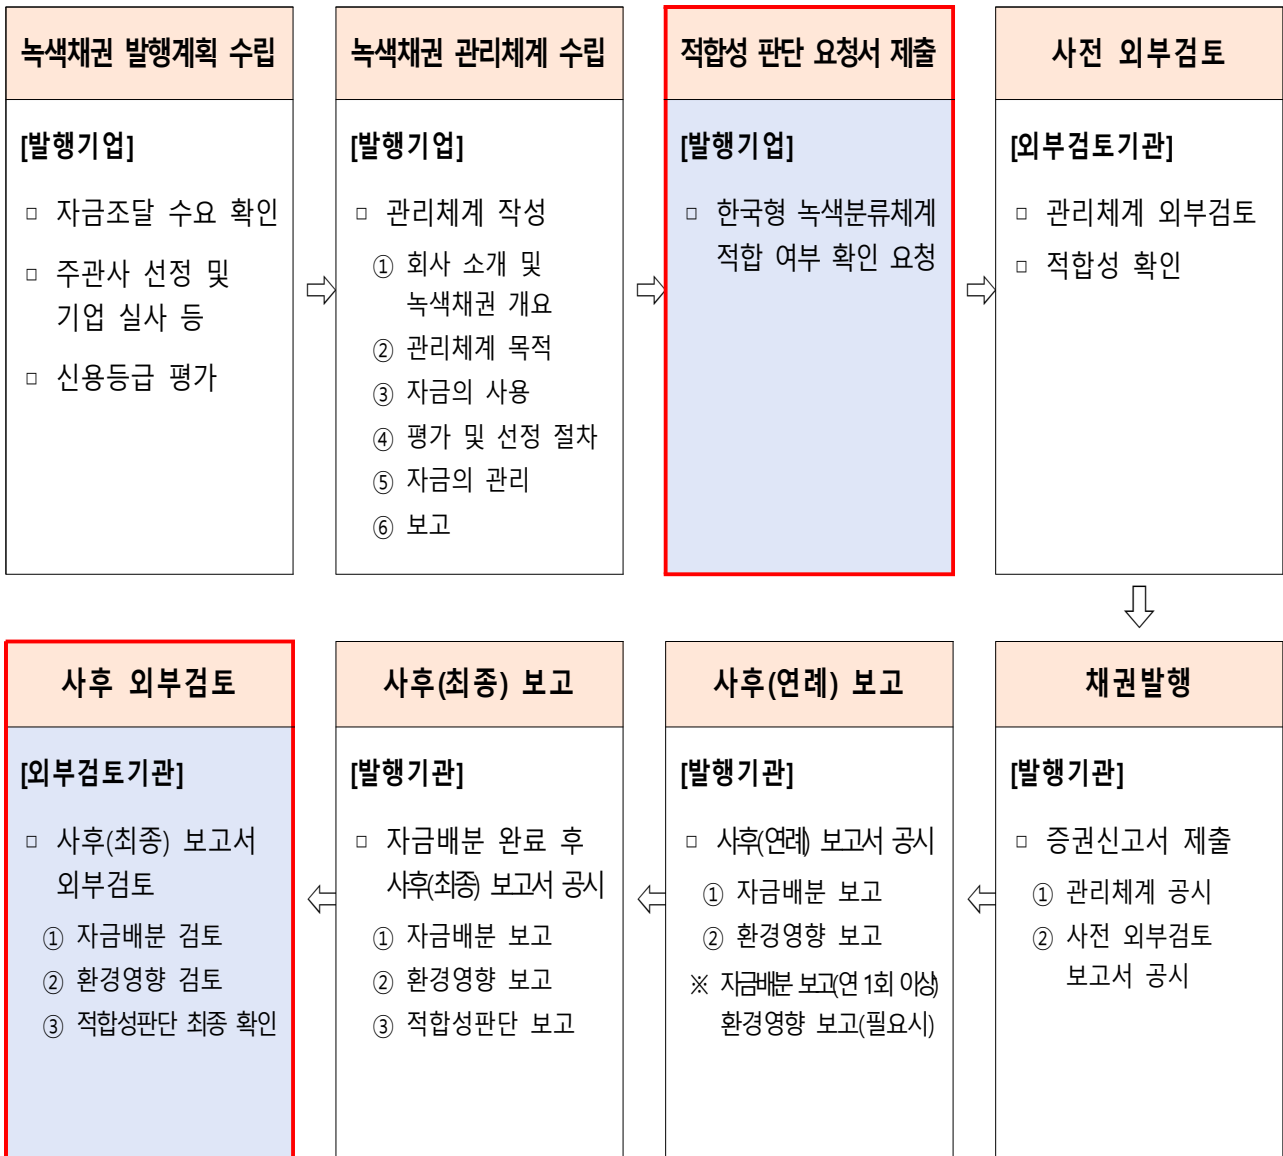 녹색채권 발행계획 수립
[발행기업]
▫ 자금조달 수요 확인
▫ 주관사 선정 및
기업 실사 등
▫ 신용등급 평가
녹색채권 관리체계 수립
[발행기업]
▫ 관리체계 작성
① 회사 소개 및
녹색채권 개요
② 관리체계 목적
③ 자금의 사용
④ 평가 및 선정 절차
⑤ 자금의 관리
⑥ 보고
적합성 판단 요청서 제출
[발행기업]
▫ 한국형 녹색분류체계
적합 여부 확인 요청
사전 외부검토
[외부검토기관]
▫ 관리체계 외부검토
▫ 적합성 확인
채권발행
[발행기관]
▫ 증권신고서 제출
① 관리체계 공시
② 사전 외부검토
보고서 공시
사후(연례) 보고
[발행기관]
▫ 사후(연례) 보고서 공시
① 자금배분 보고
② 환경영향 보고
※ 자금배분 보고(연 1회 이상)
환경영향 보고(필요시)
사후(최종) 보고
[발행기관]
▫ 자금배분 완료 후
사후(최종) 보고서 공시
① 자금배분 보고
② 환경영향 보고
③ 적합성판단 보고
사후 외부검토
[외부검토기관]
▫ 사후(최종) 보고서
외부검토
① 자금배분 검토
② 환경영향 검토
③ 적합성판단 최종 확인